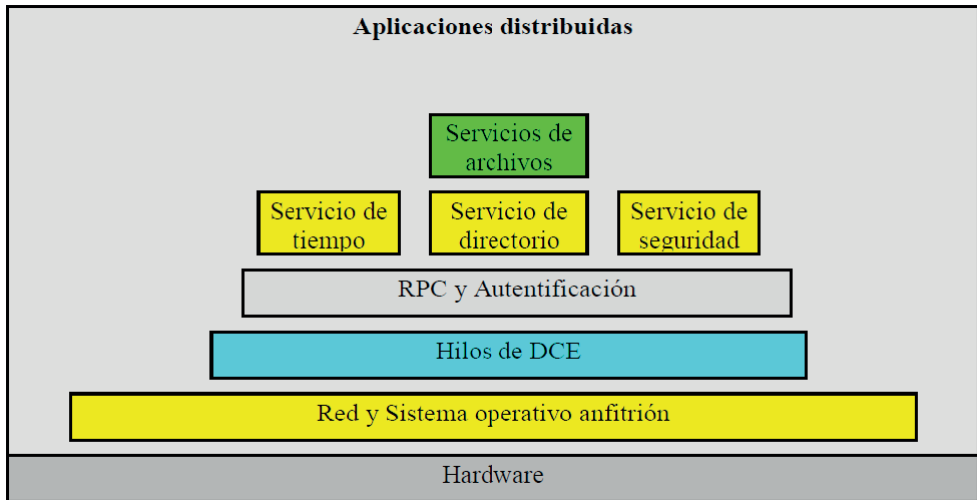 Aplicaciones distribuidas
Servicios de
archivos
Servicio de
tiempo
Servicio de
directorio
Servicio de
seguridad
RPC y Autentificación
Hilos de DCE
Red y Sistema operativo anfitrión
Hardware